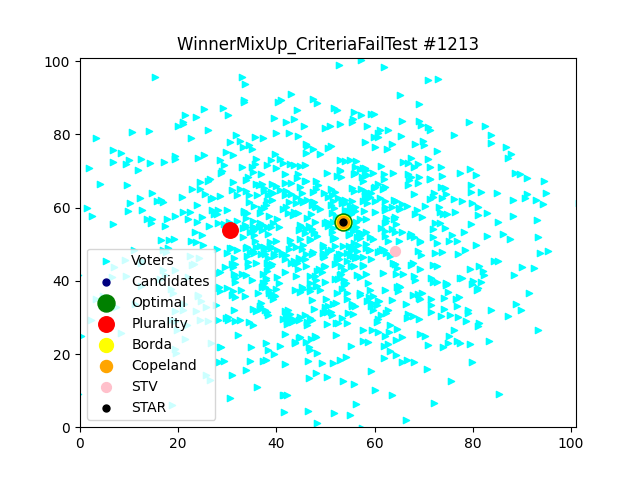 WinnerMixUp_CriteriaFailTest #1213
100
80
60
40
20
0
Voters
Candidates
Optimal
Plurality
Borda
Copeland
STV
STAR
0 20 40 60 80 100